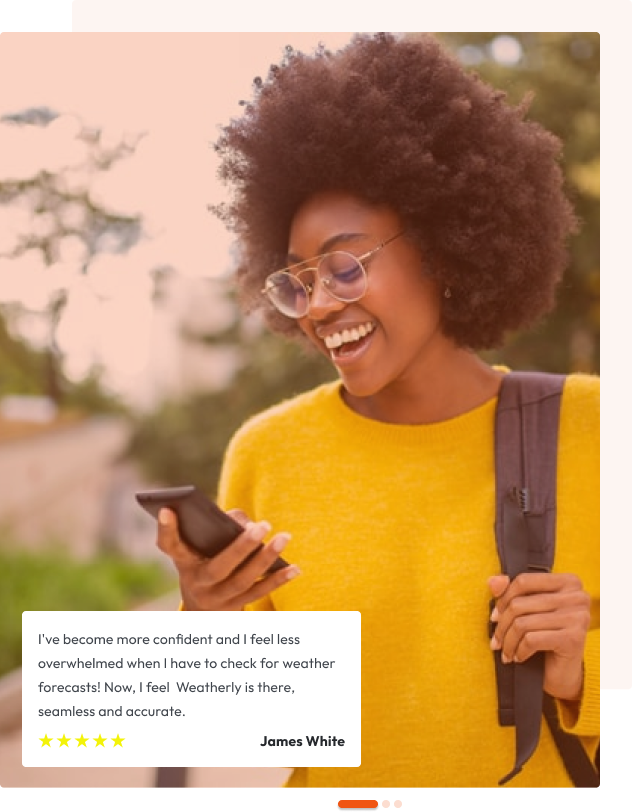 I've become more confident and I feel less
overwhelmed when I have to check for weather
forecasts! Now, I feel  Weatherly is there,
seamless and accurate.
James White